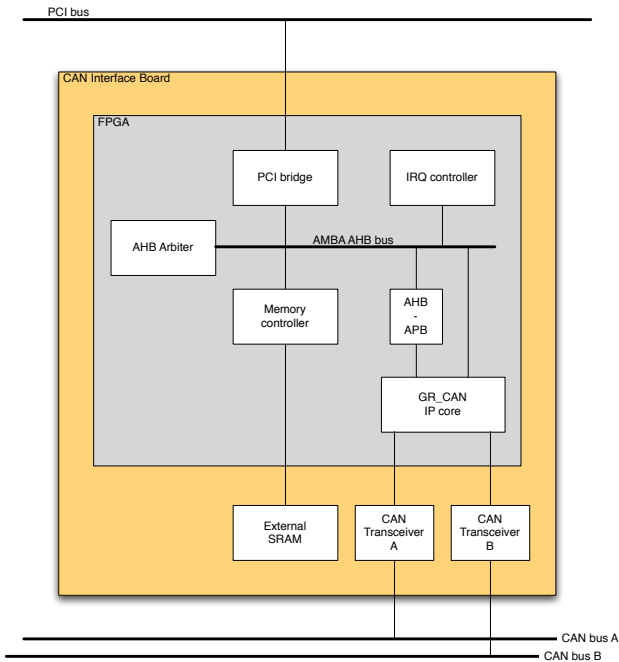 PCI bus
CAN Interface Board
FPGA
PCI bridge
IRQ controller
AHB Arbiter
AMBA AHB bus
Memory
controller
AHB
-
APB
GR_CAN
IP core
External
SRAM
CAN
Transceiver
A
CAN
Transceiver
B
CAN bus A
CAN bus B